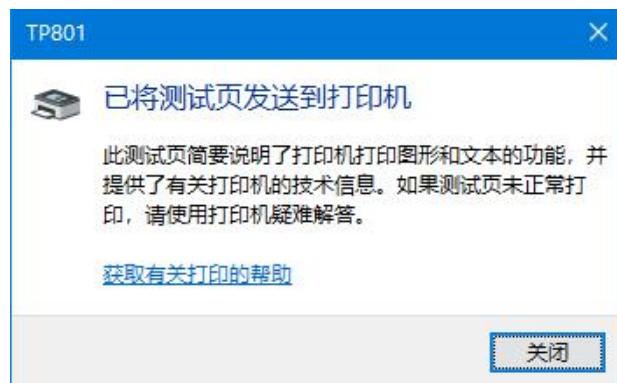 TP801
已将测试页发送到打印机
此测试页简要说明了打印机打印图形和文本的功能，并
提供了有关打印机的技术信息。如果测试页未正常打
印，请使用打印机疑难解答。
获取有关打印的帮助
关闭